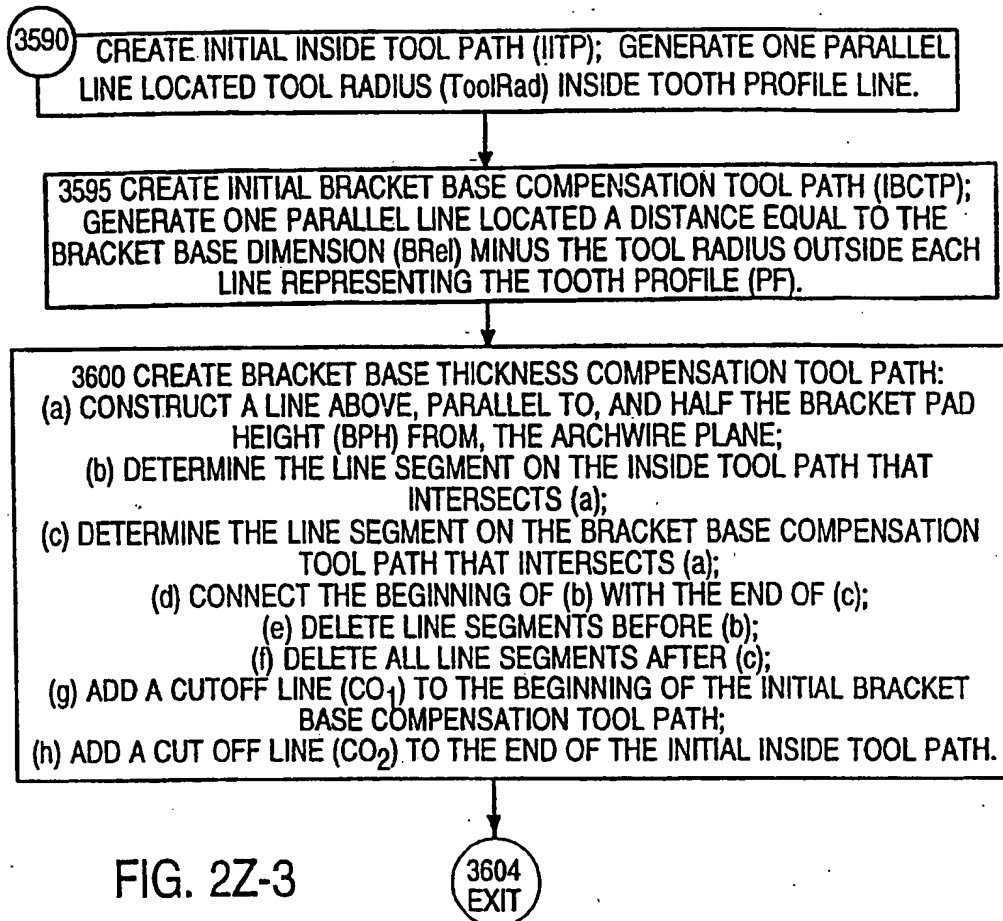 3590 CREATE INITIAL INSIDE TOOL PATH (IITP); GENERATE ONE PARALLEL
LINE LOCATED TOOL RADIUS (ToolRad) INSIDE TOOTH PROFILE LINE.
3595 CREATE INITIAL BRACKET BASE COMPENSATION TOOL PATH (IBCTP);
GENERATE ONE PARALLEL LINE LOCATED A DISTANCE EQUAL TO THE
BRACKET BASE DIMENSION (BRel) MINUS THE TOOL RADIUS OUTSIDE EACH
LINE REPRESENTING THE TOOTH PROFILE (PF).
3600 CREATE BRACKET BASE THICKNESS COMPENSATION TOOL PATH:
(a) CONSTRUCT A LINE ABOVE, PARALLEL TO, AND HALF THE BRACKET PAD
HEIGHT (BPH) FROM, THE ARCHWIRE PLANE;
(b) DETERMINE THE LINE SEGMENT ON THE INSIDE TOOL PATH THAT
INTERSECTS (a);
(c) DETERMINE THE LINE SEGMENT ON THE BRACKET BASE COMPENSATION
TOOL PATH THAT INTERSECTS (a);
(d) CONNECT THE BEGINNING OF (b) WITH THE END OF (c);
(e) DELETE LINE SEGMENTS BEFORE (b);
(f) DELETE ALL LINE SEGMENTS AFTER (c);
(g) ADD A CUTOFF LINE (CO1) TO THE BEGINNING OF THE INITIAL BRACKET
BASE COMPENSATION TOOL PATH;
(h) ADD A CUT OFF LINE (CO2) TO THE END OF THE INITIAL INSIDE TOOL PATH.
3604
EXIT
FIG. 2Z-3